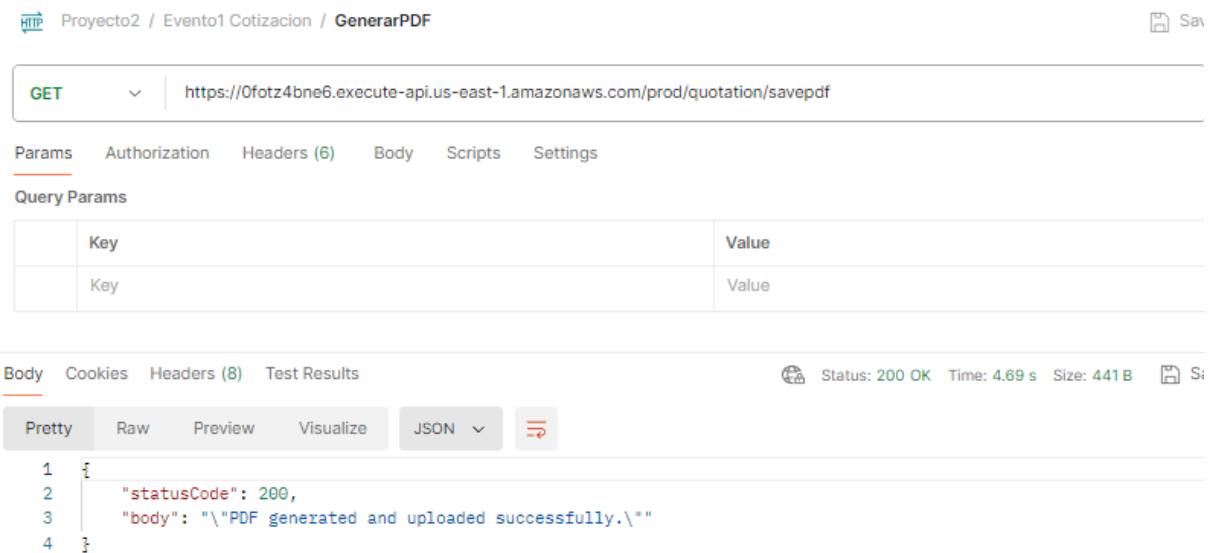 HTTP Proyecto2 / Evento1 Cotizacion / GenerarPDF Sav
GET https://0fotz4bne6.execute-api.us-east-1.amazonaws.com/prod/quotation/savepdf
Params Authorization Headers (6) Body Scripts Settings
Query Params
Key Value
Key Value
Body Cookies Headers (8) Test Results Status: 200 OK Time: 4.69 s Size: 441 B Sa
Pretty Raw Preview Visualize JSON
1 {
2 "statusCode": 200,
3 "body": "\"PDF generated and uploaded successfully.\""
4 }